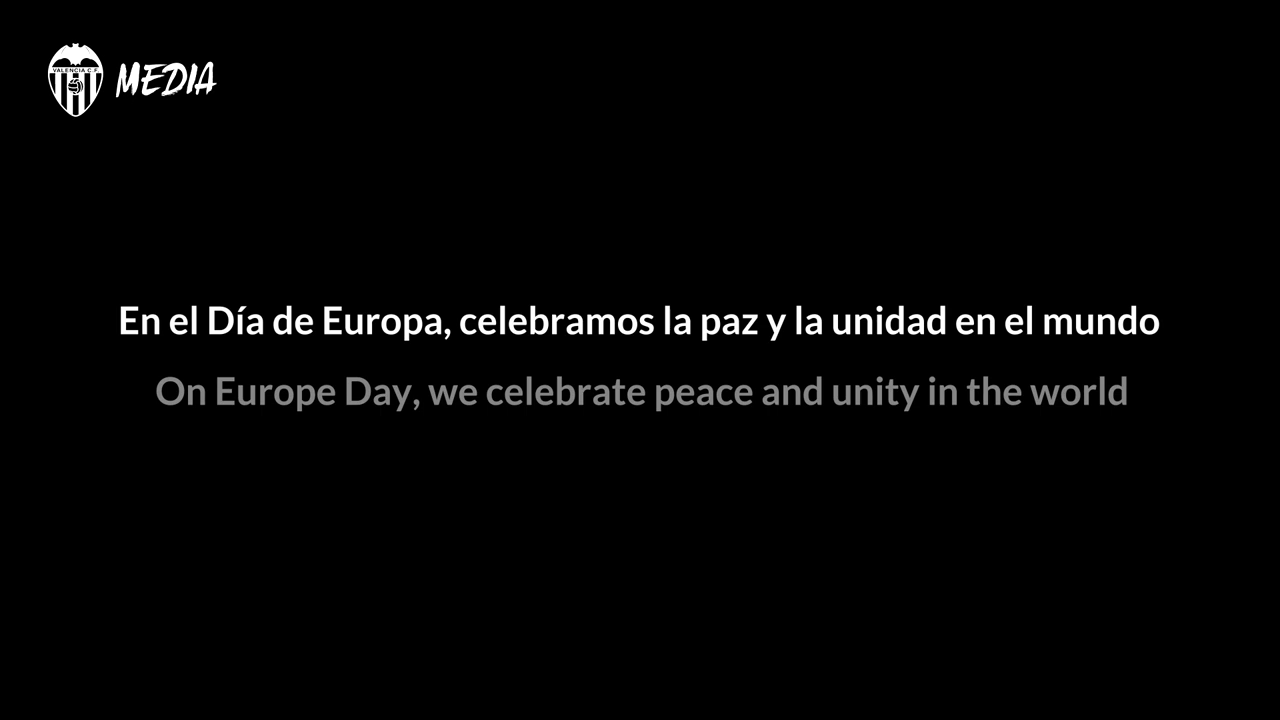 VALENCIA C.F.
MEDIA
En el Día de Europa, celebramos la paz y la unidad en el mundo
On Europe Day, we celebrate peace and unity in the world